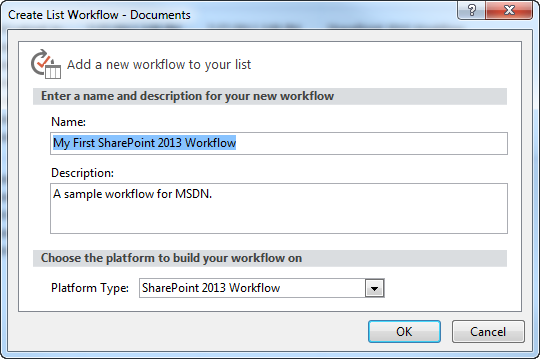 Create List Workflow - Documents
Add a new workflow to your list
Enter a name and description for your new workflow
Name:
My First SharePoint 2013 Workflow
Description:
A sample workflow for MSDN.
Choose the platform to build your workflow on
Platform Type: SharePoint 2013 Workflow
OK Cancel